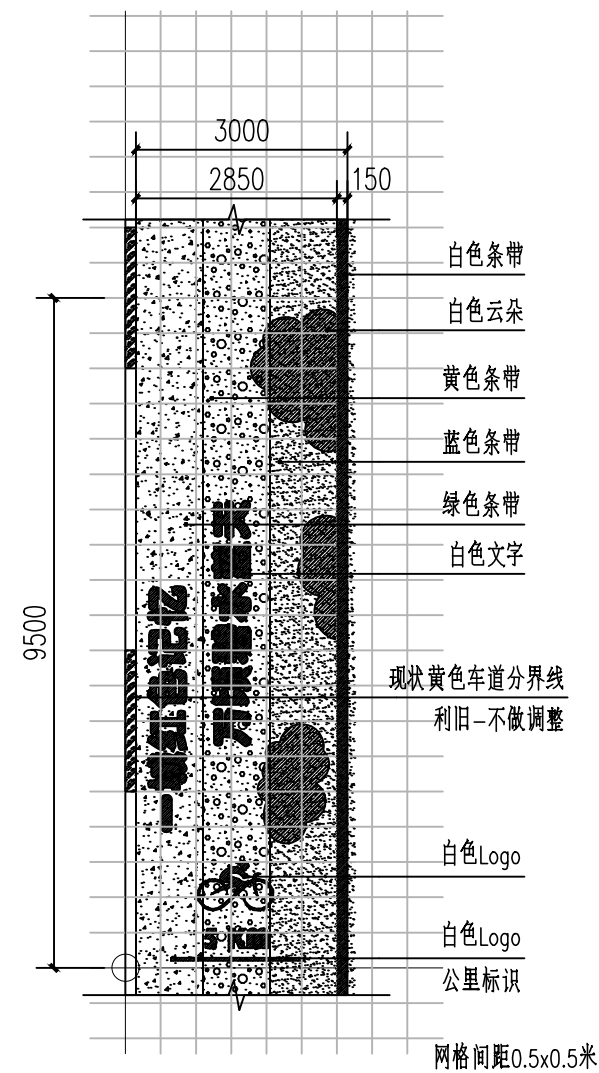 3000
2850
150
白色条带
白色云朵
黄色条带
蓝色条带
绿色条带
白色文字
9500
现状黄色车道分界线
利旧-不做调整
白色Logo
白色Logo
公里标识
网格间距0.5x0.5米